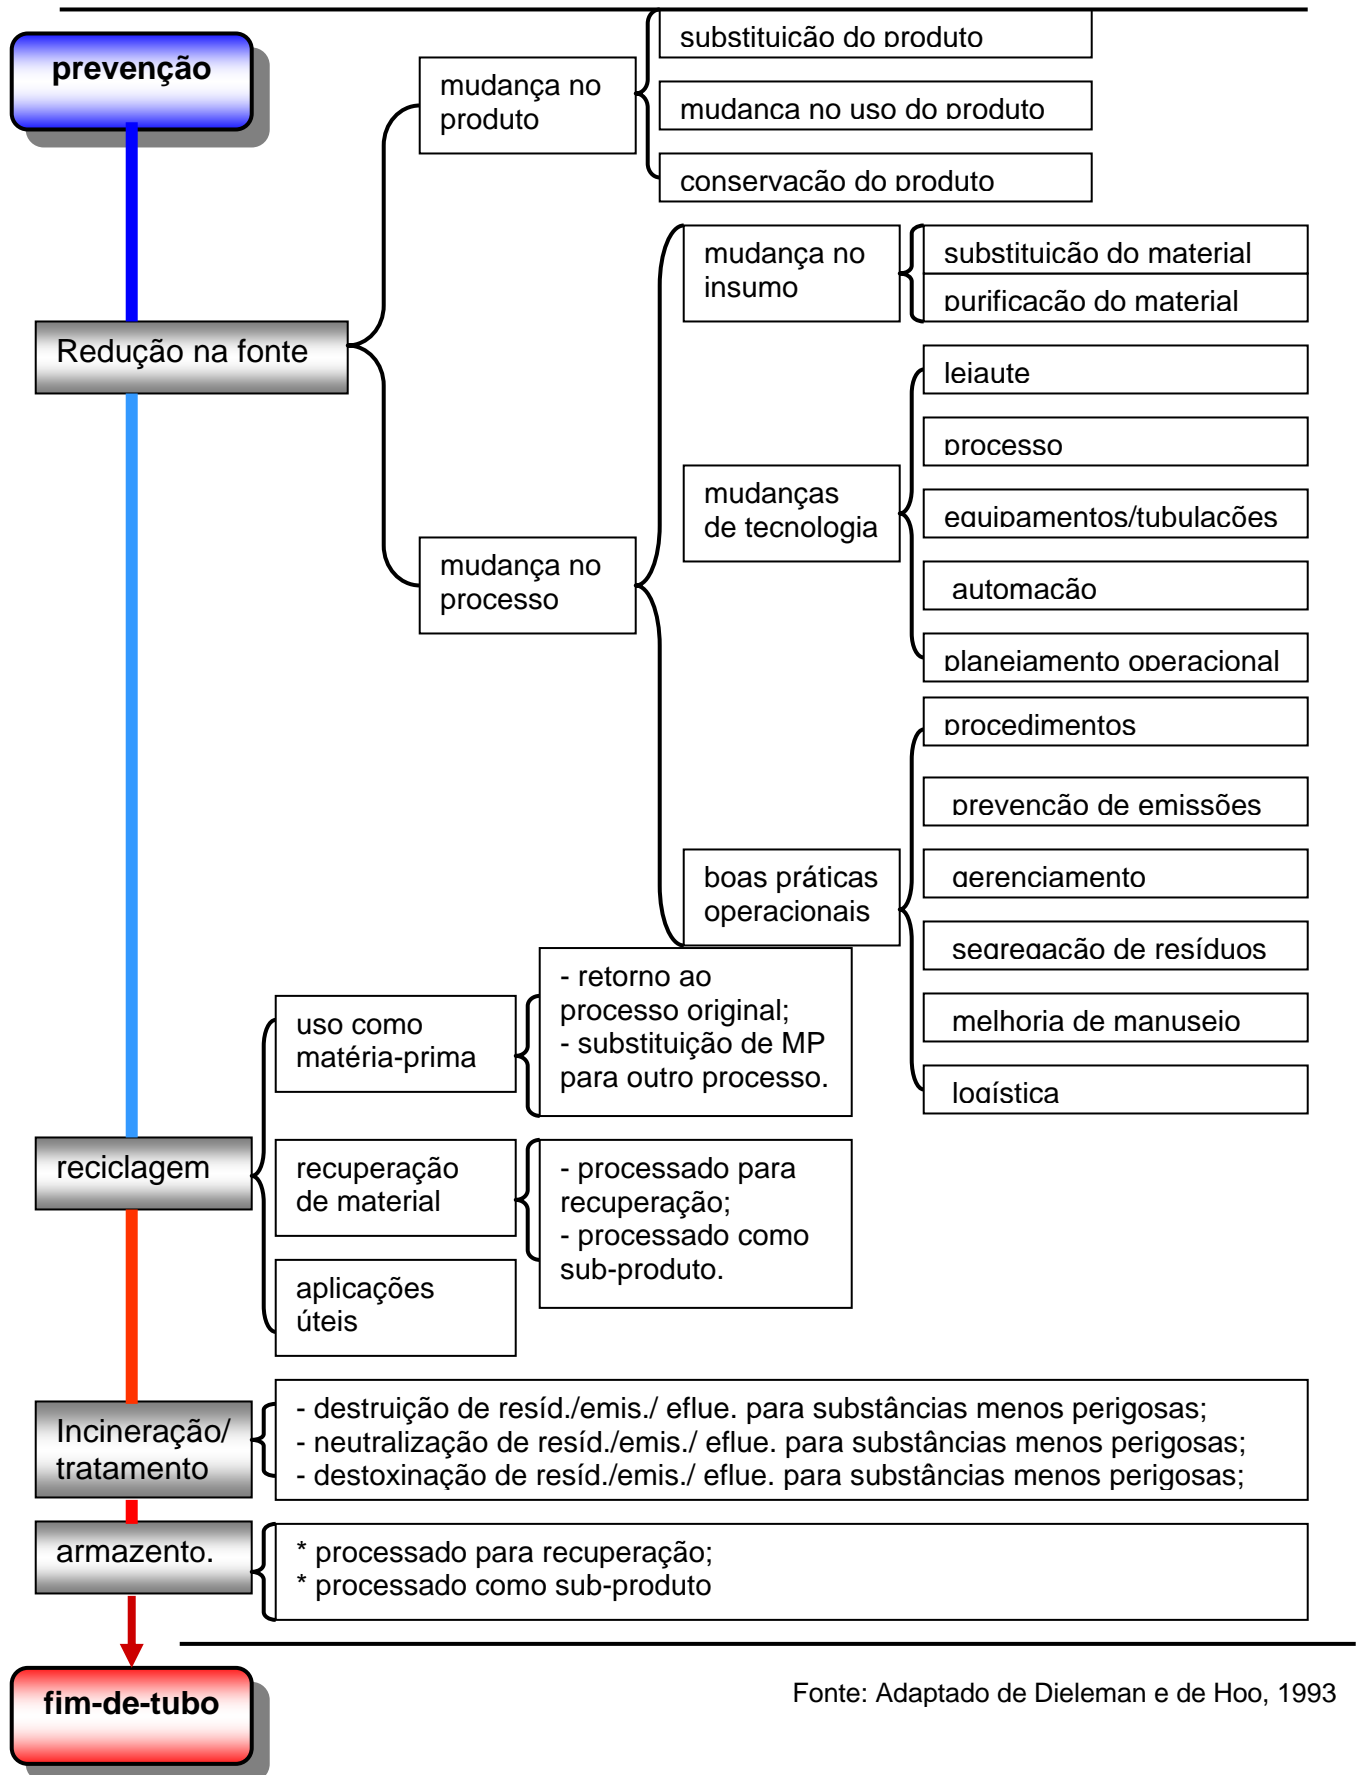 prevenção
substituição do produto
mudança no
produto
mudança no uso do produto
conservação do produto
mudança no
insumo
substituição do material
purificação do material
Redução na fonte
leiaute
processo
mudanças
de tecnologia
equipamentos/tubulações
mudança no
processo
automação
planejamento operacional
procedimentos
prevenção de emissões
boas práticas
operacionais
gerenciamento
segregação de resíduos
melhoria de manuseio
logística
uso como
matéria-prima
- retorno ao
processo original;
- substituição de MP
para outro processo.
reciclagem
recuperação
de material
- processado para
recuperação;
- processado como
sub-produto.
aplicações
úteis
Incineração/
tratamento
- destruição de resíd./emis./ eflue. para substâncias menos perigosas;
- neutralização de resíd./emis./ eflue. para substâncias menos perigosas;
- destoxinação de resíd./emis./ eflue. para substâncias menos perigosas;
armazento.
* processado para recuperação;
* processado como sub-produto
fim-de-tubo
Fonte: Adaptado de Dieleman e de Hoo, 1993